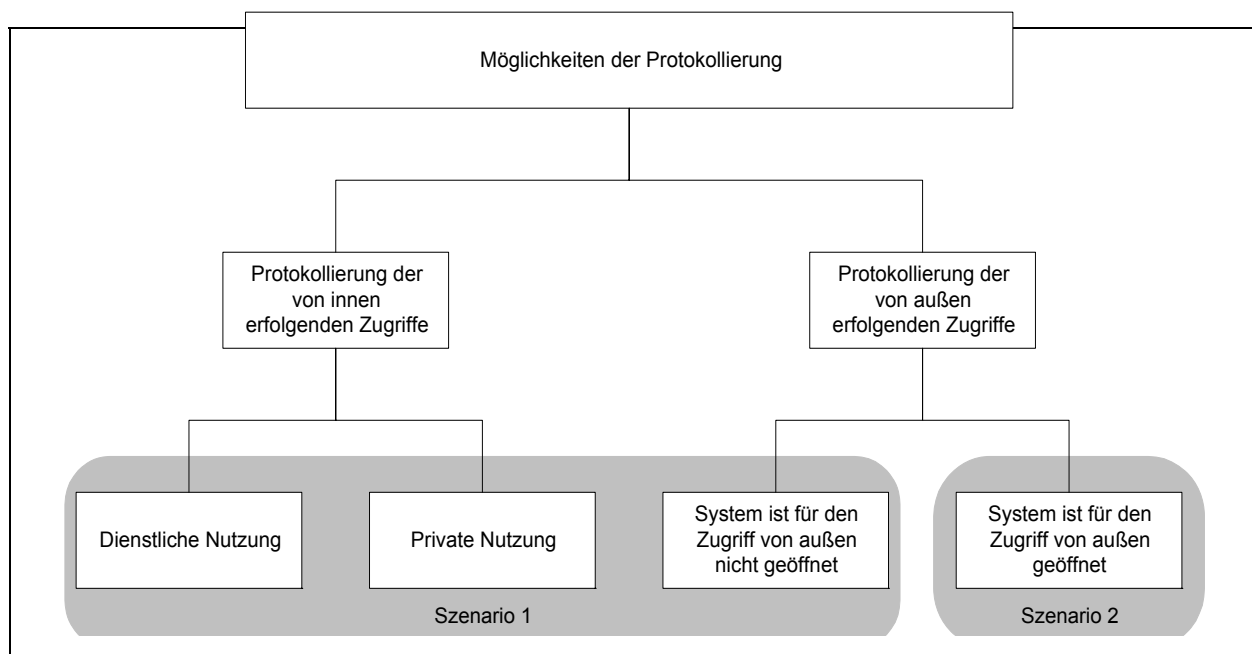 Möglichkeiten der Protokollierung
Protokollierung der
von innen
erfolgenden Zugriffe
Protokollierung der
von außen
erfolgenden Zugriffe
Dienstliche Nutzung
Private Nutzung
System ist für den
Zugriff von außen
nicht geöffnet
System ist für den
Zugriff von außen
geöffnet
Szenario 1
Szenario 2